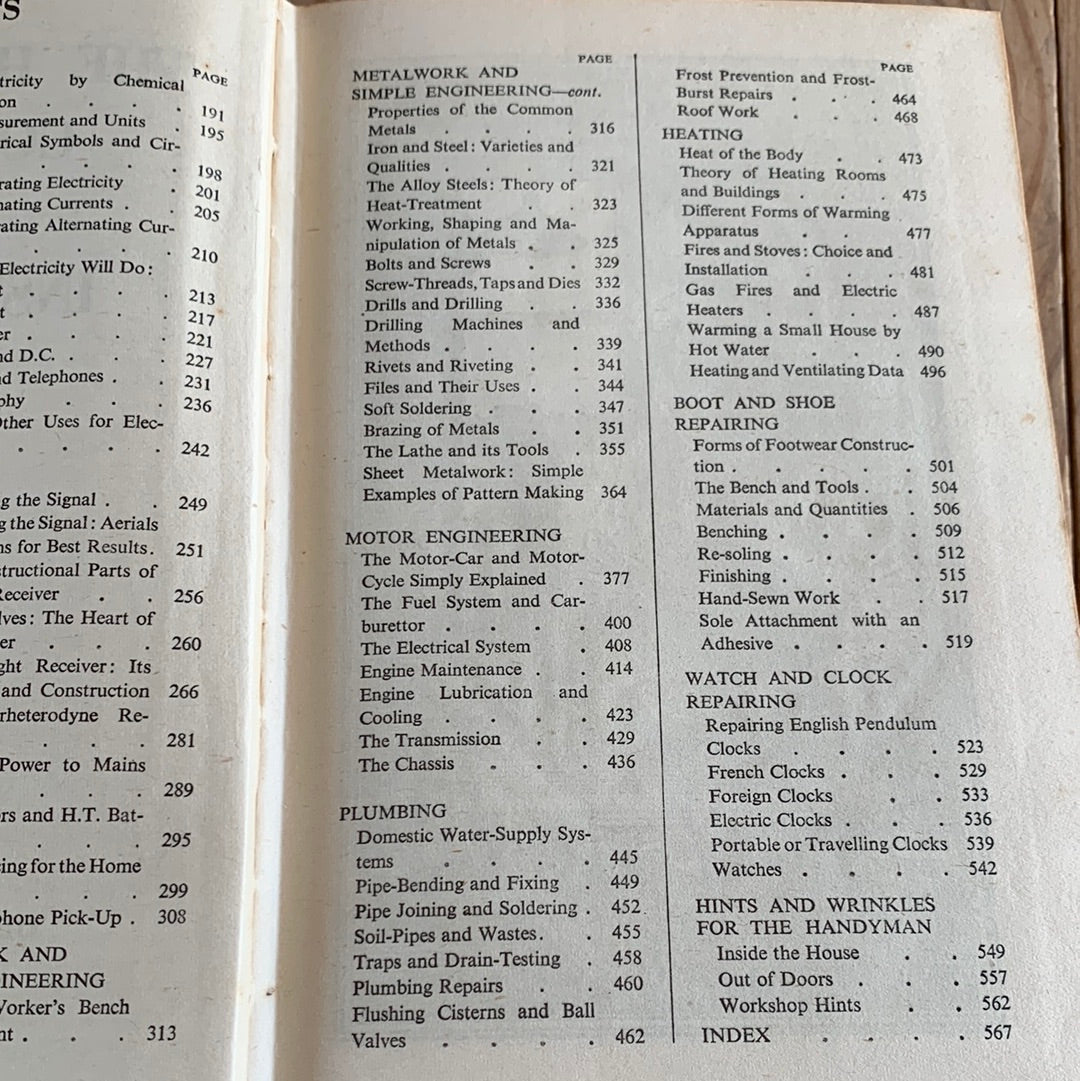 S
PAGE
tricity by Chemical
on . . . . 191
surement and Units 195
rical Symbols and Cir-
. . . . 198
rating Electricity . 201
nating Currents . . 205
ating Alternating Cur-
. . . . 210
Electricity Will Do:
t . . . . 213
t . . . . 217
er . . . . 221
nd D.C. . . . 227
d Telephones . . 231
phy . . . 236
Other Uses for Elec-
. . . . 242
g the Signal . . 249
g the Signal: Aerials
ns for Best Results . 251
tructional Parts of
Receiver . . 256
lves: The Heart of
er . . . 260
ght Receiver: Its
and Construction 266
rheterodyne Re-
. . . 281
Power to Mains
. . . . 289
rs and H.T. Bat-
. . . . 295
ing for the Home
. . . . 299
phone Pick-Up . 308
K AND
INEERING
Vorker's Bench
nt . . . 313
PAGE
METALWORK AND
SIMPLE ENGINEERING—cont.
Properties of the Common
Metals . . . . 316
Iron and Steel: Varieties and
Qualities . . . . 321
The Alloy Steels: Theory of
Heat-Treatment . . 323
Working, Shaping and Ma-
nipulation of Metals . . 325
Bolts and Screws . . 329
Screw-Threads, Taps and Dies 332
Drills and Drilling . . 336
Drilling Machines and
Methods . . . . 339
Rivets and Riveting . . 341
Files and Their Uses . . 344
Soft Soldering . . . 347
Brazing of Metals . . 351
The Lathe and its Tools . 355
Sheet Metalwork: Simple
Examples of Pattern Making 364
MOTOR ENGINEERING
The Motor-Car and Motor-
Cycle Simply Explained . 377
The Fuel System and Car-
burettor . . . . 400
The Electrical System . 408
Engine Maintenance . . 414
Engine Lubrication and
Cooling . . . . 423
The Transmission . . 429
The Chassis . . . 436
PLUMBING
Domestic Water-Supply Sys-
tems . . . . 445
Pipe-Bending and Fixing . 449
Pipe Joining and Soldering . 452
Soil-Pipes and Wastes . . 455
Traps and Drain-Testing . 458
Plumbing Repairs . . 460
Flushing Cisterns and Ball
Valves . . . . 462
PAGE
Frost Prevention and Frost-
Burst Repairs . . . 464
Roof Work . . . 468
HEATING
Heat of the Body . . 473
Theory of Heating Rooms
and Buildings . . . 475
Different Forms of Warming
Apparatus . . 477
Fires and Stoves: Choice and
Installation . . . 481
Gas Fires and Electric
Heaters . . . . 487
Warming a Small House by
Hot Water . . . 490
Heating and Ventilating Data 496
BOOT AND SHOE
REPAIRING
Forms of Footwear Construc-
tion . . . . . 501
The Bench and Tools . . 504
Materials and Quantities . 506
Benching . . . . 509
Re-soling . . . . 512
Finishing . . . . 515
Hand-Sewn Work . . 517
Sole Attachment with an
Adhesive . . . . 519
WATCH AND CLOCK
REPAIRING
Repairing English Pendulum
Clocks . . . . 523
French Clocks . . . 529
Foreign Clocks . . 533
Electric Clocks . . . 536
Portable or Travelling Clocks 539
Watches . . . . 542
HINTS AND WRINKLES
FOR THE HANDYMAN
Inside the House . . 549
Out of Doors . . . 557
Workshop Hints . . 562
INDEX . . . . 567